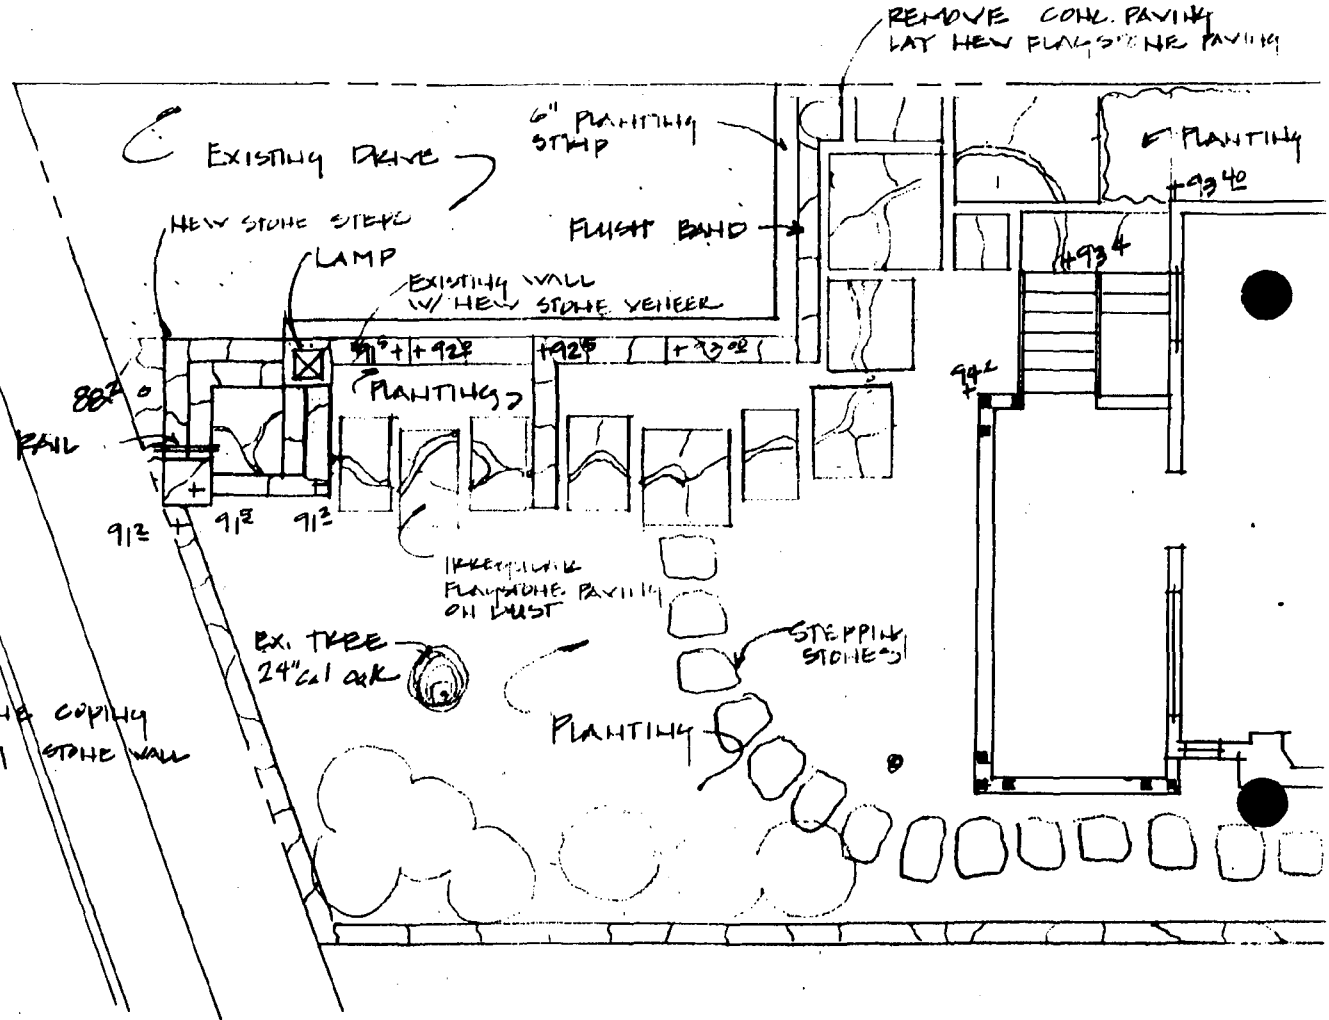 REMOVE CONC. PAVING
LAY NEW FLAGSTONE PAVING
6" PLANTING
STRIP
EXISTING DRIVE
PLANTING
+93 40
NEW STONE STEPS
FLUSH BAND
LAMP
+93 4
EXISTING WALL
W/ NEW STONE VENEER
+ +92
+92
+ 93 00
PLANTING
88 2
94 2
+
RAIL
91 2
91 2
91 2
IRREGULAR
FLAGSTONE PAVING
ON DUST
EX. TREE
24" cal oak
STEPPING
STONES
COPING
STONE WALL
PLANTING